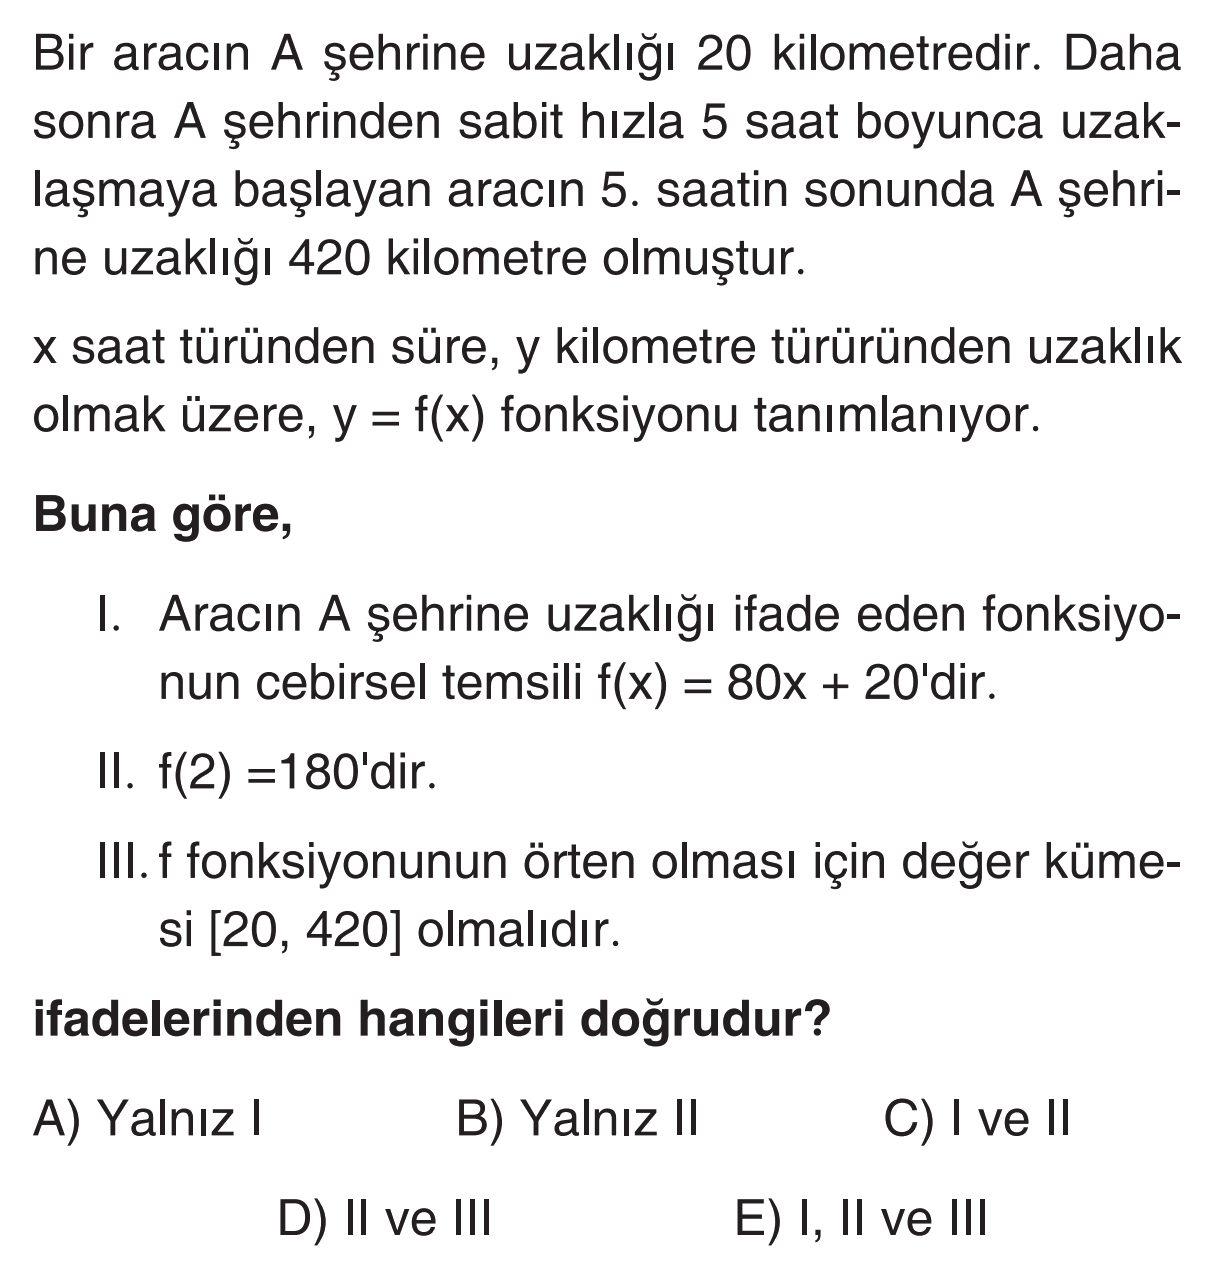 Bir aracın A şehrine uzaklığı 20 kilometredir. Daha
sonra A şehrinden sabit hızla 5 saat boyunca uzak-
laşmaya başlayan aracın 5. saatin sonunda A şehri-
ne uzaklığı 420 kilometre olmuştur.
x saat türünden süre, y kilometre türüründen uzaklık
olmak üzere, y = f(x) fonksiyonu tanımlanıyor.
Buna göre,
I. Aracın A şehrine uzaklığı ifade eden fonksiyo-
nun cebirsel temsili f(x) = 80x + 20'dir.
II. f(2) =180'dir.
III. f fonksiyonunun örten olması için değer küme-
si [20, 420] olmalıdır.
ifadelerinden hangileri doğrudur?
A) Yalnız I B) Yalnız II C) I ve II
D) II ve III E) I, II ve III